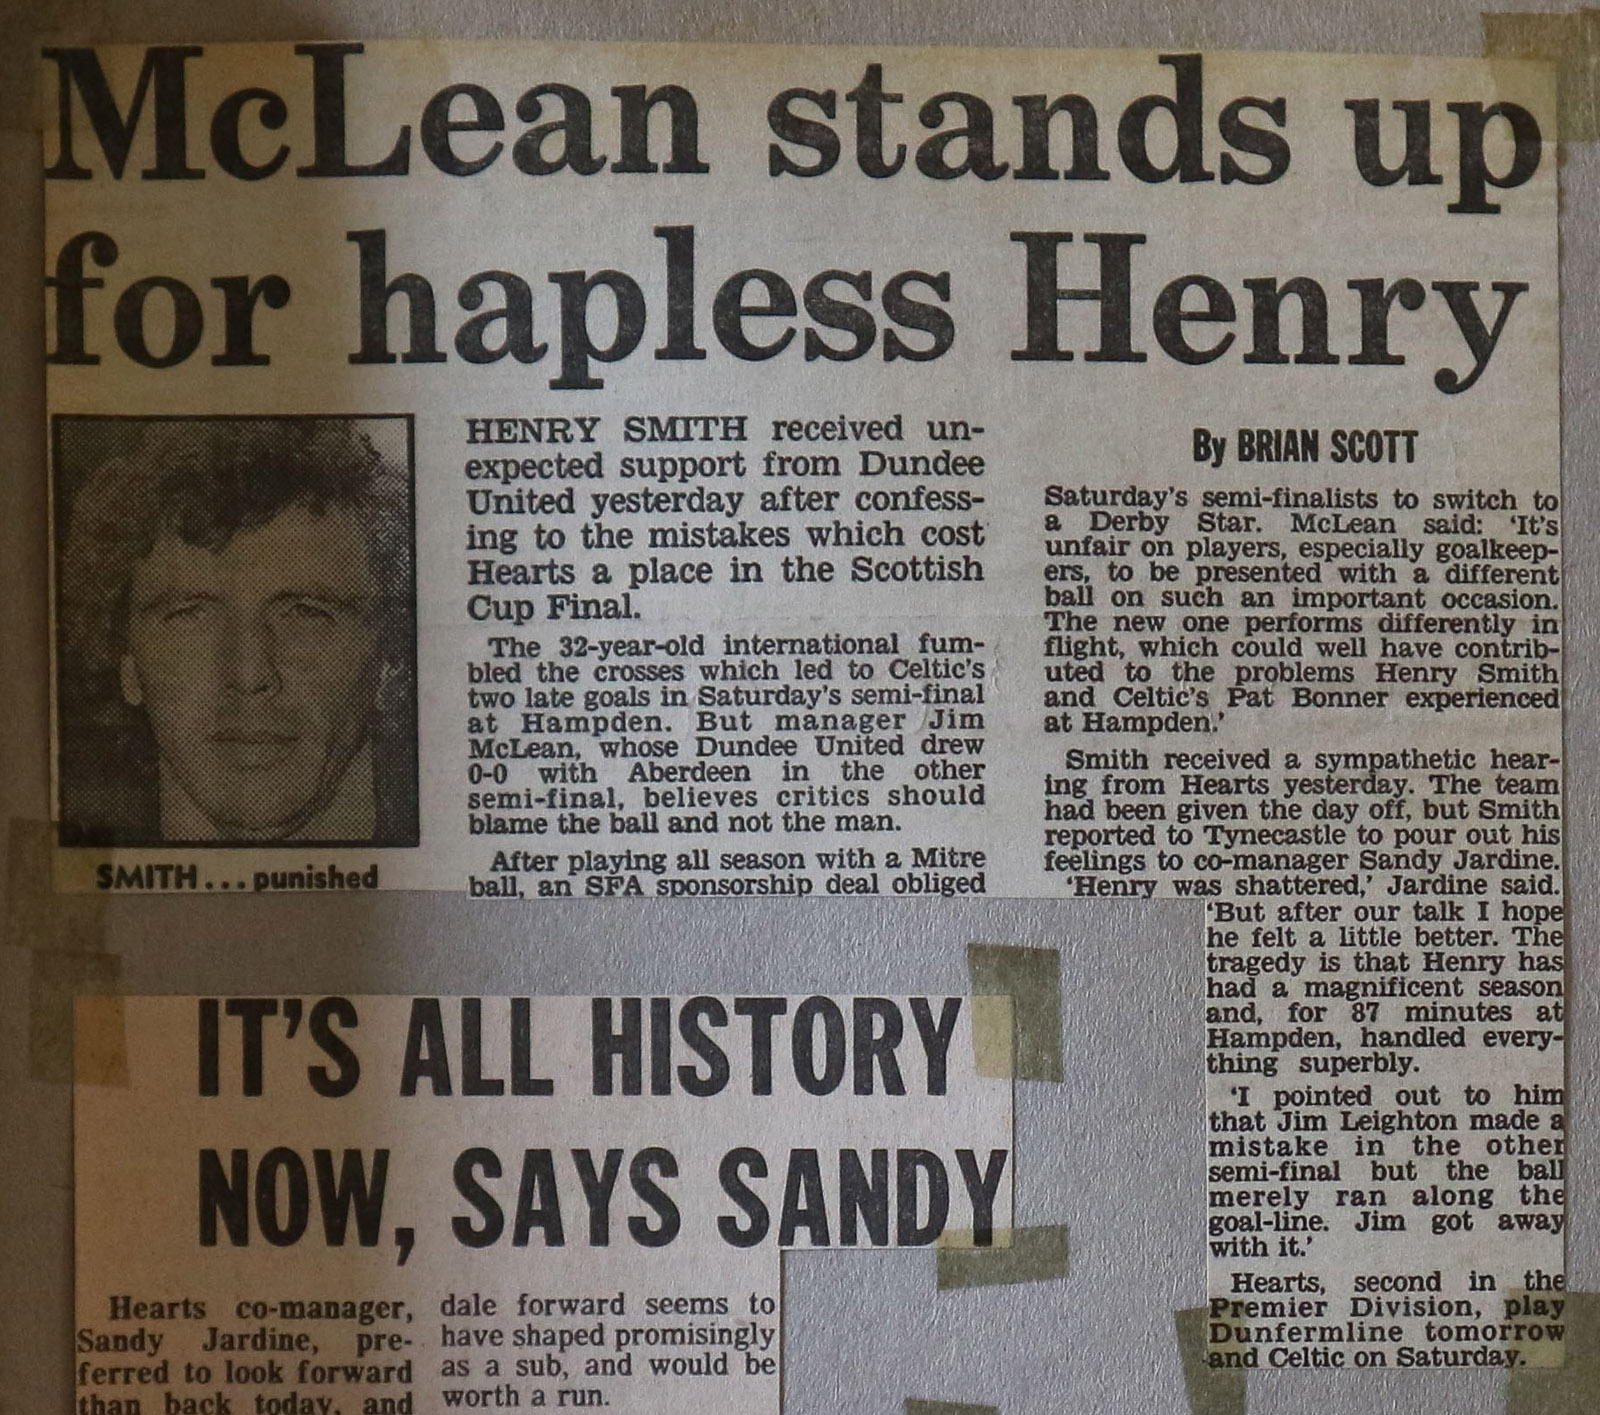 McLean stands up
for hapless Henry
SMITH ... punished
HENRY SMITH received un-
expected support from Dundee
United yesterday after confess-
ing to the mistakes which cost
Hearts a place in the Scottish
Cup Final.
The 32-year-old international fum-
bled the crosses which led to Celtic's
two late goals in Saturday's semi-final
at Hampden. But manager Jim
McLean, whose Dundee United drew
0-0 with Aberdeen in the other
semi-final, believes critics should
blame the ball and not the man.
After playing all season with a Mitre
ball, an SFA sponsorship deal obliged
By BRIAN SCOTT
Saturday's semi-finalists to switch to
a Derby Star. McLean said: 'It's
unfair on players, especially goalkeep-
ers, to be presented with a different
ball on such an important occasion.
The new one performs differently in
flight, which could well have contrib-
uted to the problems Henry Smith
and Celtic's Pat Bonner experienced
at Hampden.'
Smith received a sympathetic hear-
ing from Hearts yesterday. The team
had been given the day off, but Smith
reported to Tynecastle to pour out his
feelings to co-manager Sandy Jardine.
'Henry was shattered,' Jardine said.
'But after our talk I hope
he felt a little better. The
tragedy is that Henry has
had a magnificent season
and, for 87 minutes at
Hampden, handled every-
thing superbly.
'I pointed out to him
that Jim Leighton made a
mistake in the other
semi-final but the ball
merely ran along the
goal-line. Jim got away
with it.'
Hearts, second in the
Premier Division, play
Dunfermline tomorrow
and Celtic on Saturday.
IT'S ALL HISTORY
NOW, SAYS SANDY
Hearts co-manager,
Sandy Jardine, pre-
ferred to look forward
than back today, and
dale forward seems to
have shaped promisingly
as a sub, and would be
worth a run.